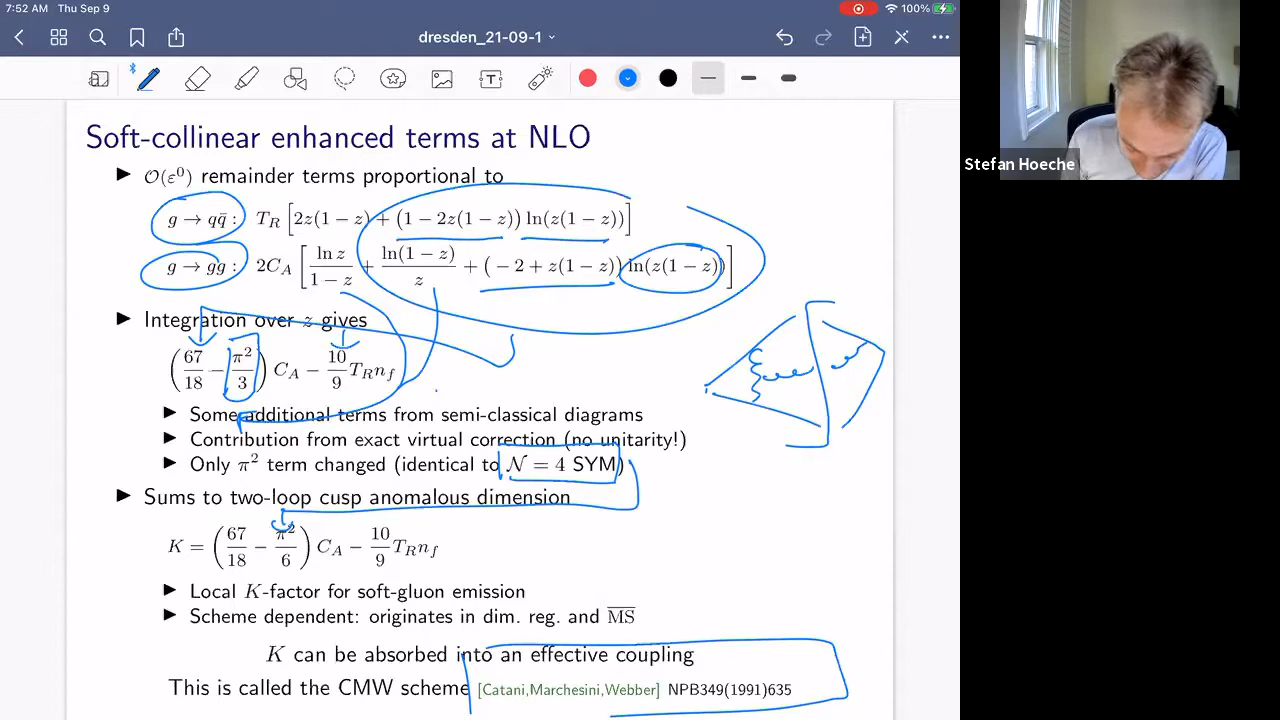 7:52 AM Thu Sep 9
100%
dresden_21-09-1
Stefan Hoeche
Soft-collinear enhanced terms at NLO
▶ 𝒪(ε⁰) remainder terms proportional to
g → qq̄ : T_R [2z(1 − z) + (1 − 2z(1 − z)) ln(z(1 − z))]
g → gg : 2C_A [ln z / (1 − z) + ln(1 − z) / z + (−2 + z(1 − z)) ln(z(1 − z))]
▶ Integration over z gives
(67/18 − π²/3) C_A − 10/9 T_R n_f
▶ Some additional terms from semi-classical diagrams
▶ Contribution from exact virtual correction (no unitarity!)
▶ Only π² term changed (identical to 𝒩 = 4 SYM)
▶ Sums to two-loop cusp anomalous dimension
K = (67/18 − π²/6) C_A − 10/9 T_R n_f
▶ Local K-factor for soft-gluon emission
▶ Scheme dependent: originates in dim. reg. and M̅S̅
K can be absorbed into an effective coupling
This is called the CMW scheme [Catani,Marchesini,Webber] NPB349(1991)635